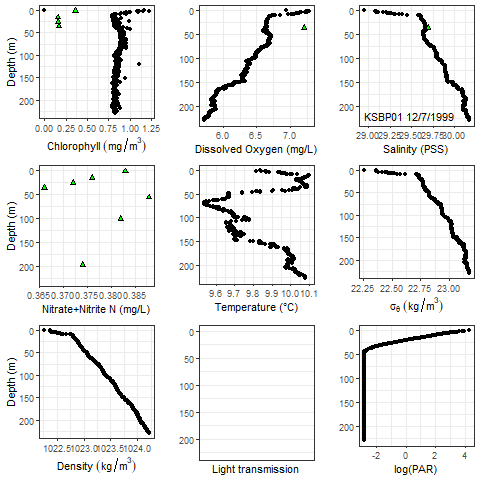 Depth (m)
0
50
100
150
200
0.00 0.25 0.50 0.75 1.00 1.25
Chlorophyll (mg/m³)
0
50
100
150
200
6.0 6.5 7.0
Dissolved Oxygen (mg/L)
0
50
100
150
200
KSBP01 12/7/1999
29.00 29.25 29.50 29.75 30.00
Salinity (PSS)
Depth (m)
0
50
100
150
200
0.365 0.370 0.375 0.380 0.385
Nitrate+Nitrite N (mg/L)
0
50
100
150
200
9.6 9.7 9.8 9.9 10.0 10.1
Temperature (°C)
0
50
100
150
200
22.25 22.50 22.75 23.00
σθ (kg/m³)
Depth (m)
0
50
100
150
200
1022.5 1023.0 1023.5 1024.0
Density (kg/m³)
0
50
100
150
200
Light transmission
0
50
100
150
200
-2 0 2 4
log(PAR)